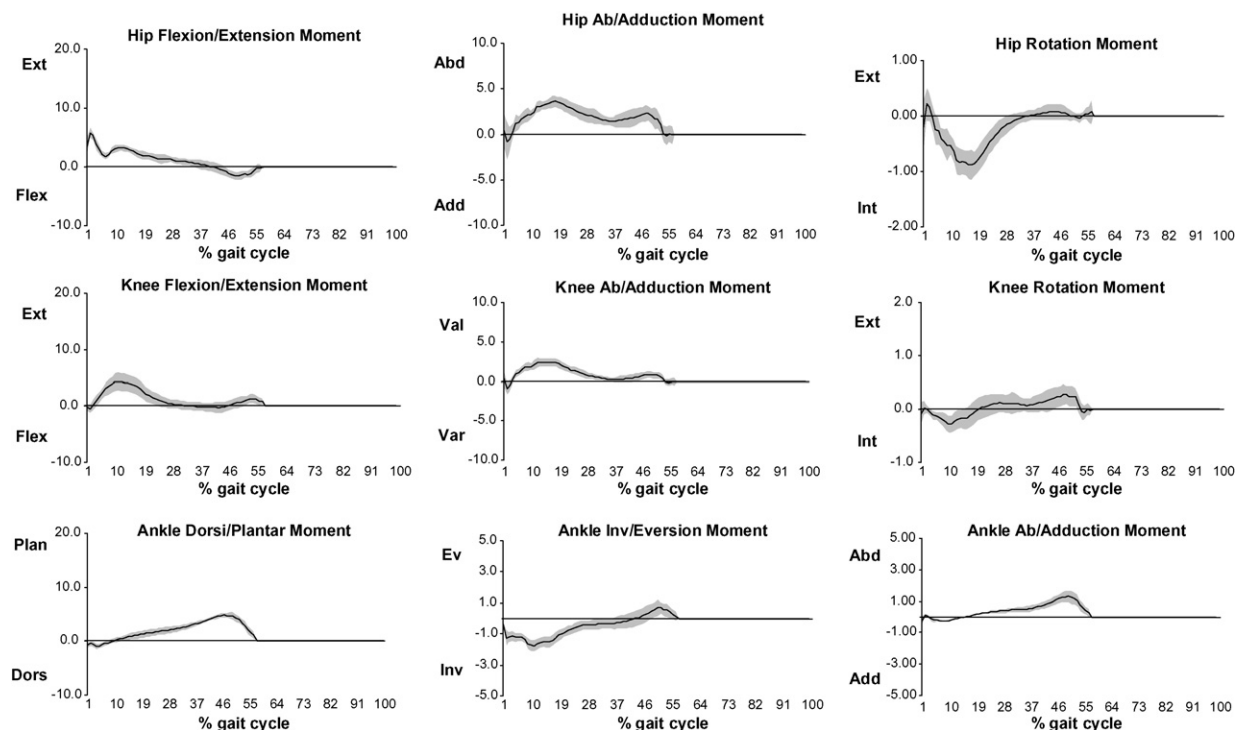 Hip Flexion/Extension Moment
20.0
Ext
10.0
0.0
Flex
-10.0
1 10 19 28 37 46 55 64 73 82 91 100
% gait cycle
Hip Ab/Adduction Moment
10.0
Abd
5.0
0.0
-5.0
Add
-10.0
1 10 19 28 37 46 55 64 73 82 91 100
% gait cycle
Hip Rotation Moment
1.00
Ext
0.00
-1.00
Int
-2.00
1 10 19 28 37 46 55 64 73 82 91 100
% gait cycle
Knee Flexion/Extension Moment
20.0
Ext
10.0
0.0
Flex
-10.0
1 10 19 28 37 46 55 64 73 82 91 100
% gait cycle
Knee Ab/Adduction Moment
10.0
Val
5.0
0.0
-5.0
Var
-10.0
1 10 19 28 37 46 55 64 73 82 91 100
% gait cycle
Knee Rotation Moment
2.0
Ext
1.0
0.0
Int
-1.0
1 10 19 28 37 46 55 64 73 82 91 100
% gait cycle
Ankle Dorsi/Plantar Moment
20.0
Plan
10.0
0.0
Dors
-10.0
1 10 19 28 37 46 55 64 73 82 91 100
% gait cycle
Ankle Inv/Eversion Moment
5.0
Ev
3.0
1.0
-1.0
-3.0
Inv
-5.0
1 10 19 28 37 46 55 64 73 82 91 100
% gait cycle
Ankle Ab/Adduction Moment
5.00
Abd
3.00
1.00
-1.00
-3.00
Add
-5.00
1 10 19 28 37 46 55 64 73 82 91 100
% gait cycle